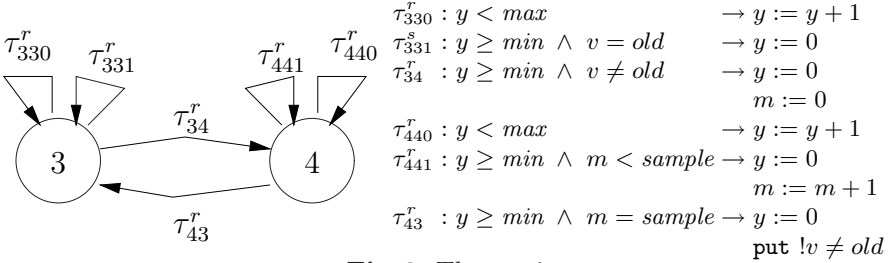 τ^r_330 τ^r_331 τ^r_441 τ^r_440
τ^r_34
3 4
τ^r_43
τ^r_330 : y < max → y := y + 1
τ^s_331 : y ≥ min ∧ v = old → y := 0
τ^r_34 : y ≥ min ∧ v ≠ old → y := 0
m := 0
τ^r_440 : y < max → y := y + 1
τ^r_441 : y ≥ min ∧ m < sample → y := 0
m := m + 1
τ^r_43 : y ≥ min ∧ m = sample → y := 0
put !v ≠ old